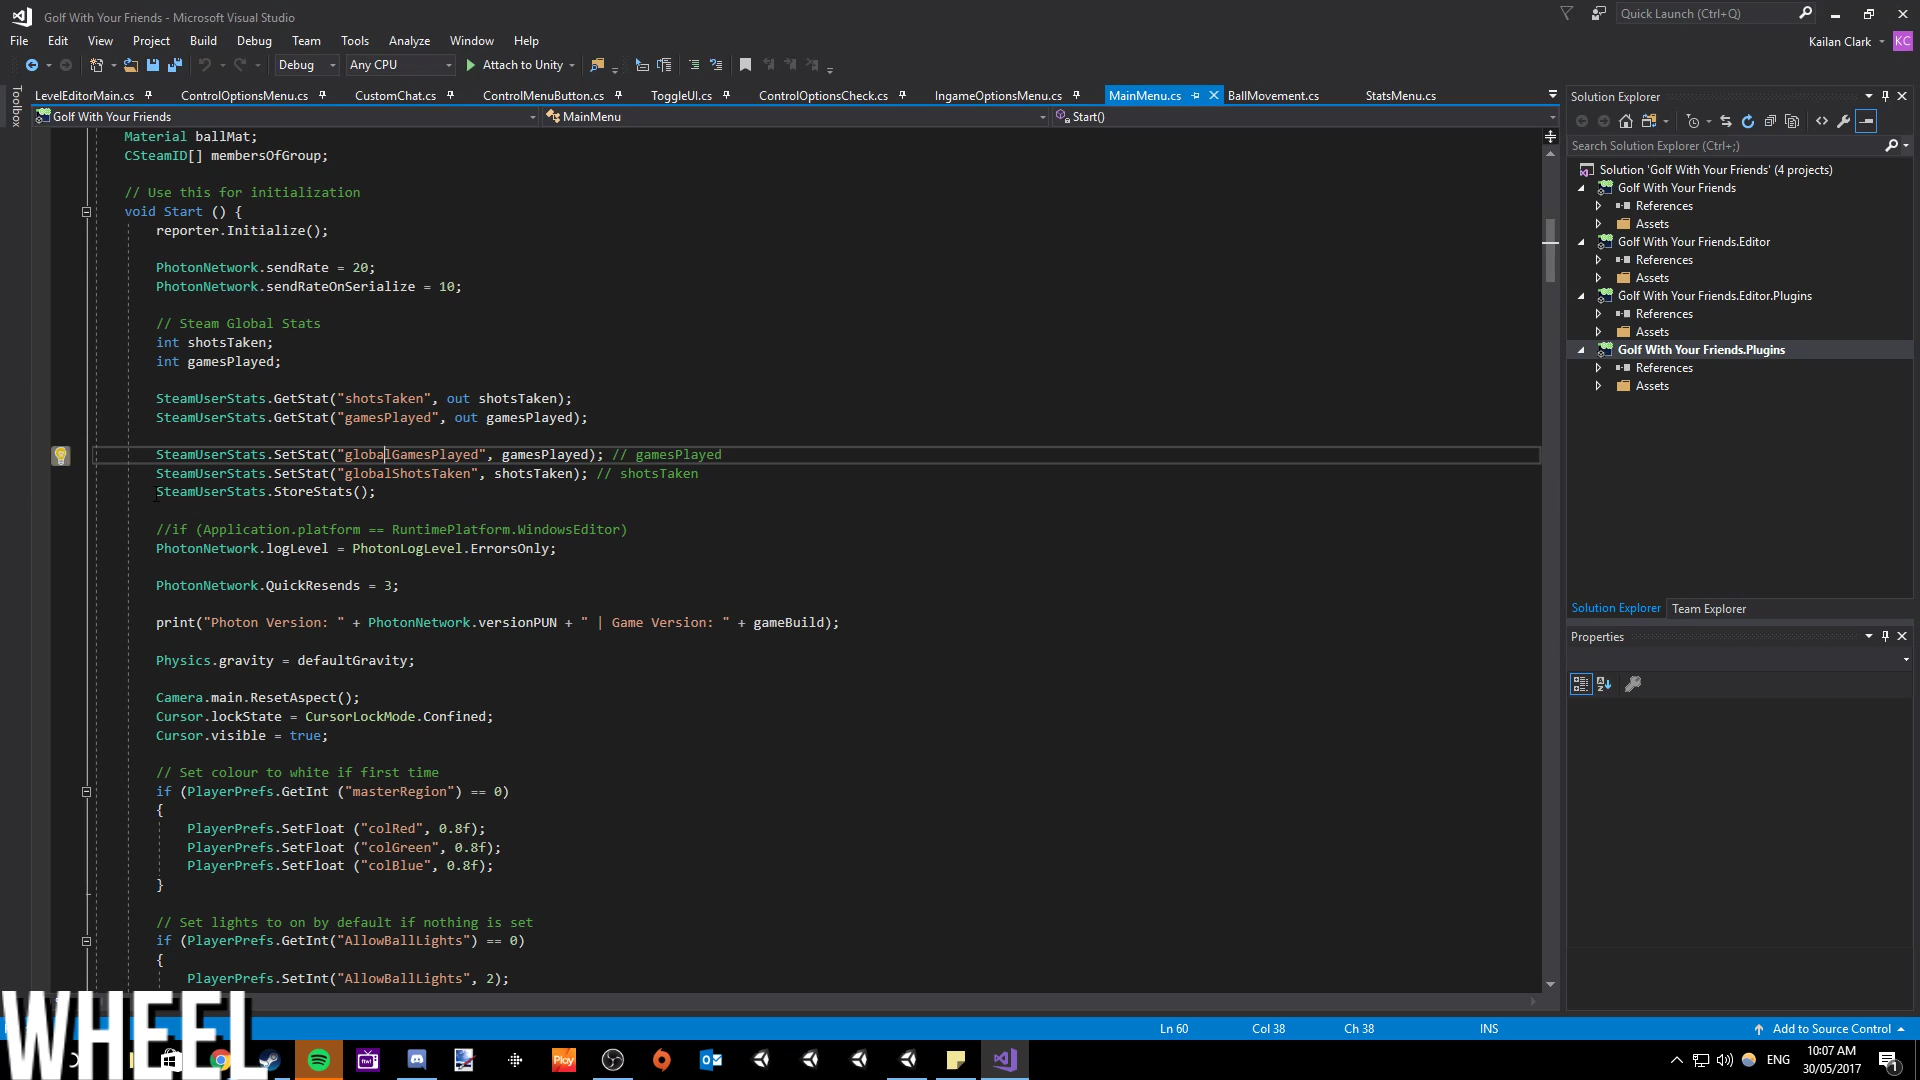 Golf With Your Friends - Microsoft Visual Studio
Quick Launch (Ctrl+Q)
File Edit View Project Build Debug Team Tools Analyze Window Help
Kailan Clark KC
Debug Any CPU Attach to Unity
Toolbox
LevelEditorMain.cs ControlOptionsMenu.cs CustomChat.cs ControlMenuButton.cs ToggleUI.cs ControlOptionsCheck.cs IngameOptionsMenu.cs MainMenu.cs BallMovement.cs StatsMenu.cs
Golf With Your Friends MainMenu Start()
Material ballMat;
CSteamID[] membersOfGroup;
// Use this for initialization
void Start () {
reporter.Initialize();
PhotonNetwork.sendRate = 20;
PhotonNetwork.sendRateOnSerialize = 10;
// Steam Global Stats
int shotsTaken;
int gamesPlayed;
SteamUserStats.GetStat("shotsTaken", out shotsTaken);
SteamUserStats.GetStat("gamesPlayed", out gamesPlayed);
SteamUserStats.SetStat("globalGamesPlayed", gamesPlayed); // gamesPlayed
SteamUserStats.SetStat("globalShotsTaken", shotsTaken); // shotsTaken
SteamUserStats.StoreStats();
//if (Application.platform == RuntimePlatform.WindowsEditor)
PhotonNetwork.logLevel = PhotonLogLevel.ErrorsOnly;
PhotonNetwork.QuickResends = 3;
print("Photon Version: " + PhotonNetwork.versionPUN + " | Game Version: " + gameBuild);
Physics.gravity = defaultGravity;
Camera.main.ResetAspect();
Cursor.lockState = CursorLockMode.Confined;
Cursor.visible = true;
// Set colour to white if first time
if (PlayerPrefs.GetInt ("masterRegion") == 0)
{
PlayerPrefs.SetFloat ("colRed", 0.8f);
PlayerPrefs.SetFloat ("colGreen", 0.8f);
PlayerPrefs.SetFloat ("colBlue", 0.8f);
}
// Set lights to on by default if nothing is set
if (PlayerPrefs.GetInt("AllowBallLights") == 0)
{
PlayerPrefs.SetInt("AllowBallLights", 2);
Solution Explorer
Search Solution Explorer (Ctrl+;)
Solution 'Golf With Your Friends' (4 projects)
Golf With Your Friends
References
Assets
Golf With Your Friends.Editor
References
Assets
Golf With Your Friends.Editor.Plugins
References
Assets
Golf With Your Friends.Plugins
References
Assets
Solution Explorer Team Explorer
Properties
WHEEL
Ln 60 Col 38 Ch 38 INS Add to Source Control
Play
ENG
10:07 AM
30/05/2017
1